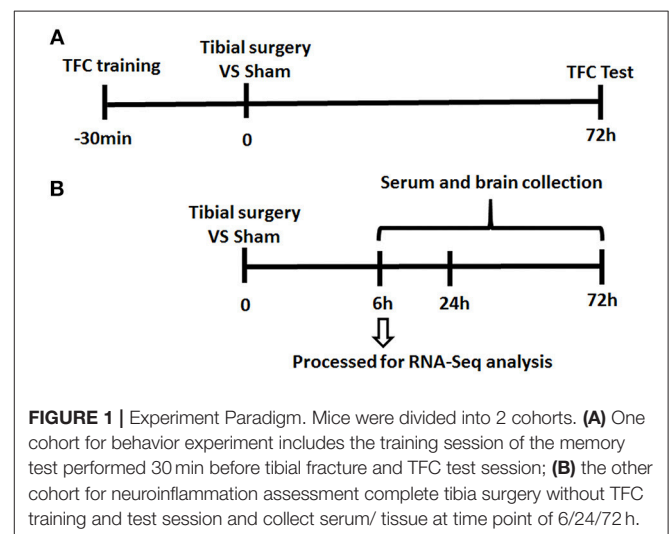 A
Tibial surgery
TFC training
VS Sham
TFC Test
-30min
0
72h
B
Serum and brain collection
Tibial surgery
VS Sham
0
6h
24h
72h
Processed for RNA-Seq analysis
FIGURE 1 | Experiment Paradigm. Mice were divided into 2 cohorts. (A) One
cohort for behavior experiment includes the training session of the memory
test performed 30 min before tibial fracture and TFC test session; (B) the other
cohort for neuroinflammation assessment complete tibia surgery without TFC
training and test session and collect serum/ tissue at time point of 6/24/72 h.